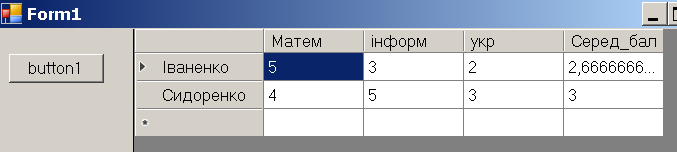 Form1
button1
Матем інформ укр Серед_бал
Іваненко 5 3 2 2,6666666...
Сидоренко 4 5 3 3
*